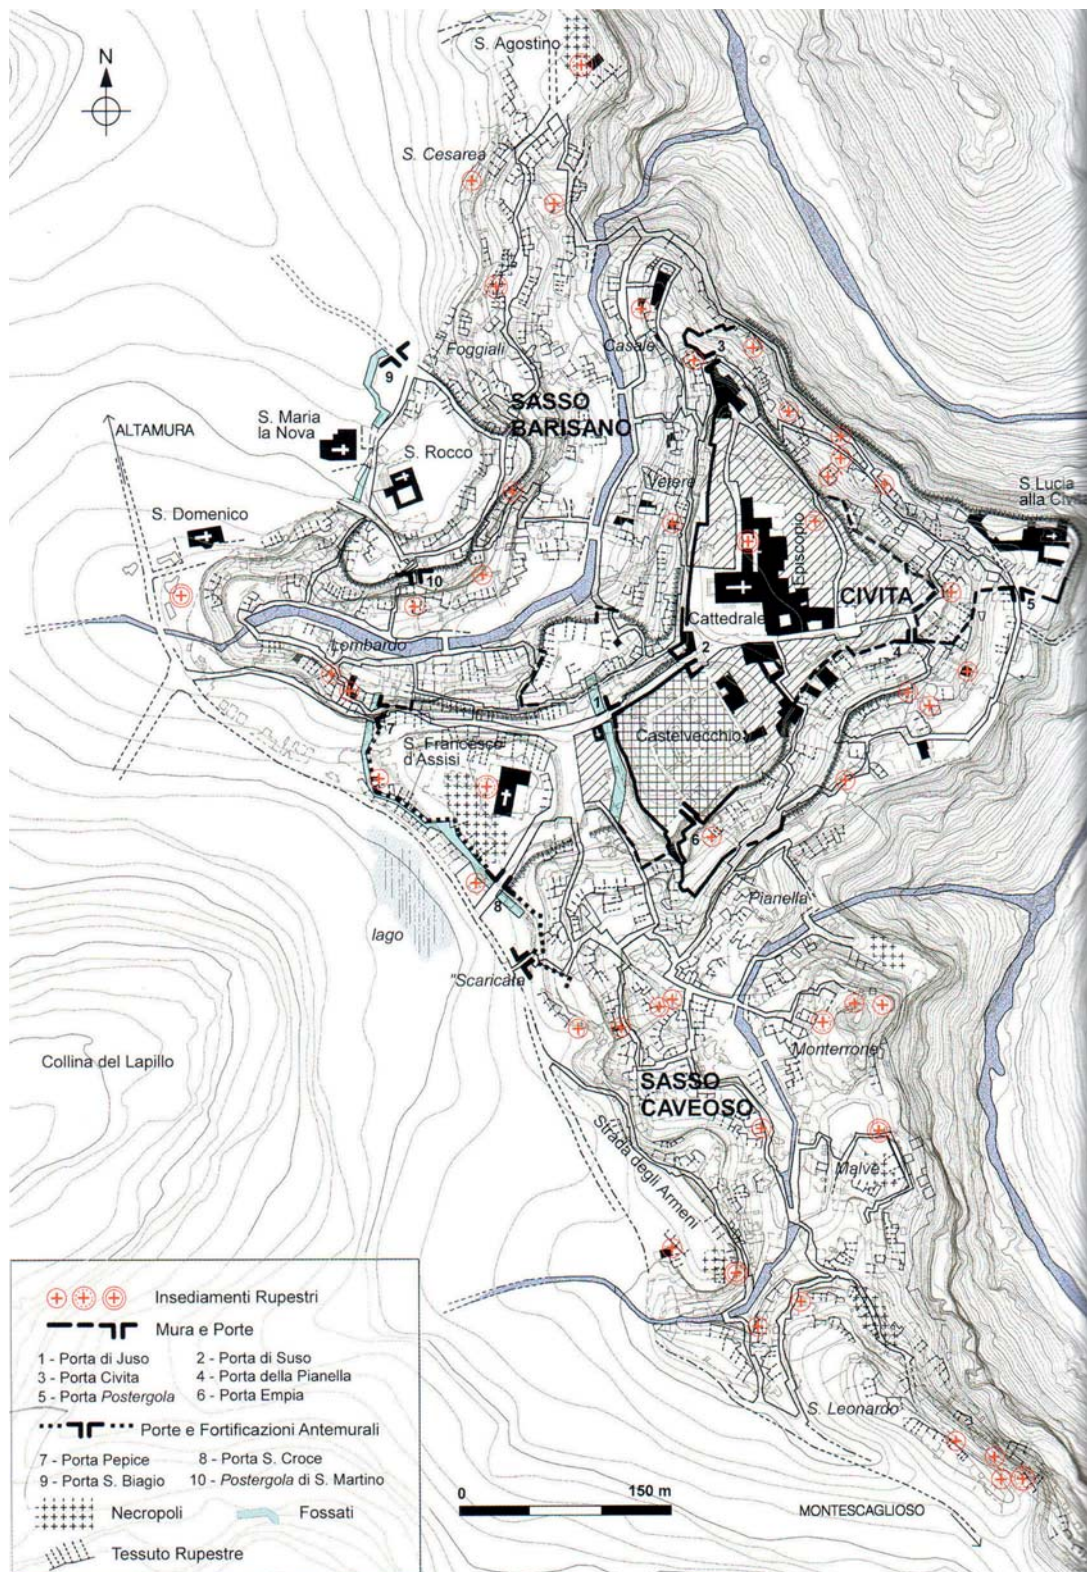 S. Agostino
N
S. Cesarea
3
Casale
Foggiali
9
SASSO
BARISANO
S. Maria
la Nova
ALTAMURA
S. Rocco
Vetere
S. Lucia
alla Civ
S. Domenico
Episcopio
10
CIVITA
5
Cattedrale
2
4
Lombardo
1
Castelvecchio
S. Francesco
d'Assisi
6
Pianella
8
lago
"Scaricata
Monterrone
Collina del Lapillo
SASSO
CAVEOSO
Strada degli Armeni
Malve
Insediamenti Rupestri
Mura e Porte
1 - Porta di Juso 2 - Porta di Suso
3 - Porta Civita 4 - Porta della Pianella
5 - Porta Postergola 6 - Porta Empia
Porte e Fortificazioni Antemurali
7 - Porta Pepice 8 - Porta S. Croce
9 - Porta S. Biagio 10 - Postergola di S. Martino
Necropoli Fossati
Tessuto Rupestre
S. Leonardo
0 150 m
MONTESCAGLIOSO